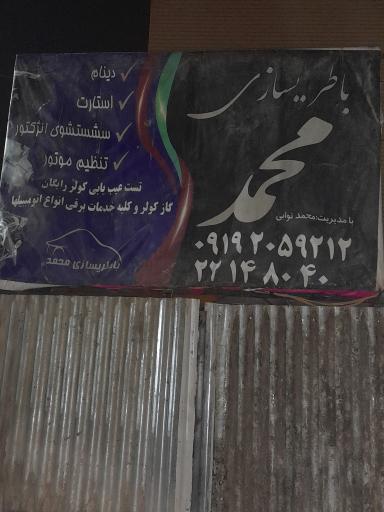 باطریسازی
محمد
با مدیریت: محمد نوابی
۰۹۱۹ ۲۰۵۹۲۱۲
۲۲ ۱۴ ۸۰ ۴۰
✓ دینام
✓ استارت
✓ سشستشوی انژکتور
✓ تنظیم موتور
تست عیب یابی کولر رایگان
گاز کولر و کلیه خدمات برقی انواع اتومبیلها
باطریسازی محمد